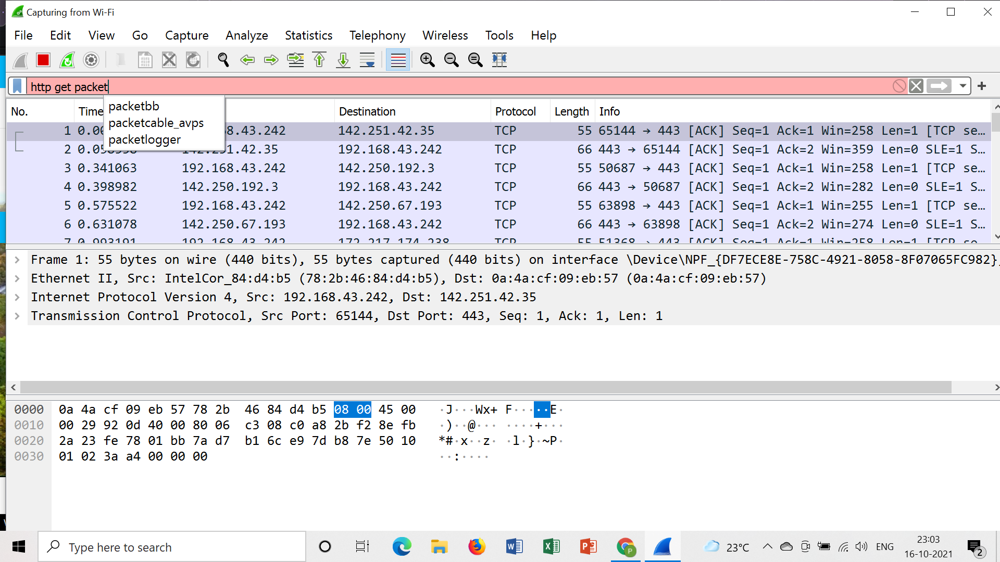 Capturing from Wi-Fi
File Edit View Go Capture Analyze Statistics Telephony Wireless Tools Help
http get packet
packetbb
packetcable_avps
packetlogger
No. Time Destination Protocol Length Info
1 0.00 68.43.242 142.251.42.35 TCP 55 65144 → 443 [ACK] Seq=1 Ack=1 Win=258 Len=1 [TCP se…
2 142.251.42.35 192.168.43.242 TCP 66 443 → 65144 [ACK] Seq=1 Ack=2 Win=359 Len=0 SLE=1 S…
3 0.341063 192.168.43.242 142.250.192.3 TCP 55 50687 → 443 [ACK] Seq=1 Ack=1 Win=258 Len=1 [TCP se…
4 0.398982 142.250.192.3 192.168.43.242 TCP 66 443 → 50687 [ACK] Seq=1 Ack=2 Win=282 Len=0 SLE=1 S…
5 0.575522 192.168.43.242 142.250.67.193 TCP 55 63898 → 443 [ACK] Seq=1 Ack=1 Win=255 Len=1 [TCP se…
6 0.631078 142.250.67.193 192.168.43.242 TCP 66 443 → 63898 [ACK] Seq=1 Ack=2 Win=274 Len=0 SLE=1 S…
7 0.993191 192.168.43.242 172.217.174.238 TCP 55 51368 → 443 [ACK] Seq=1 Ack=1 Win=258 Len=1 [TCP se…
Frame 1: 55 bytes on wire (440 bits), 55 bytes captured (440 bits) on interface \Device\NPF_{DF7ECE8E-758C-4921-8058-8F07065FC982},
Ethernet II, Src: IntelCor_84:d4:b5 (78:2b:46:84:d4:b5), Dst: 0a:4a:cf:09:eb:57 (0a:4a:cf:09:eb:57)
Internet Protocol Version 4, Src: 192.168.43.242, Dst: 142.251.42.35
Transmission Control Protocol, Src Port: 65144, Dst Port: 443, Seq: 1, Ack: 1, Len: 1
0000 0a 4a cf 09 eb 57 78 2b 46 84 d4 b5 08 00 45 00 ·J···Wx+ F·····E·
0010 00 29 92 0d 40 00 80 06 c3 08 c0 a8 2b f2 8e fb ·)··@··· ····+···
0020 2a 23 fe 78 01 bb 7a d7 b1 6c e9 7d b8 7e 50 10 *#·x··z· ·l·}·~P·
0030 01 02 3a a4 00 00 00 ··:····
Type here to search
23°C
ENG
23:03
16-10-2021
2